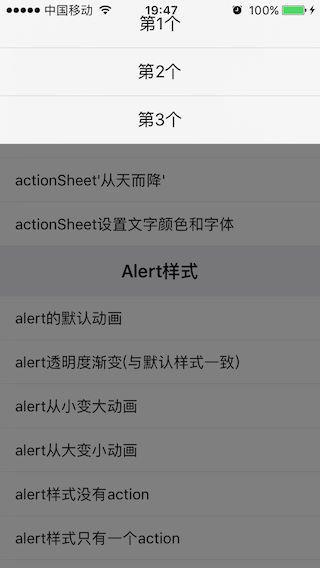 中国移动 19:47 100%
第1个
第2个
第3个
actionSheet'从天而降'
actionSheet设置文字颜色和字体
Alert样式
alert的默认动画
alert透明度渐变(与默认样式一致)
alert从小变大动画
alert从大变小动画
alert样式没有action
alert样式只有一个action